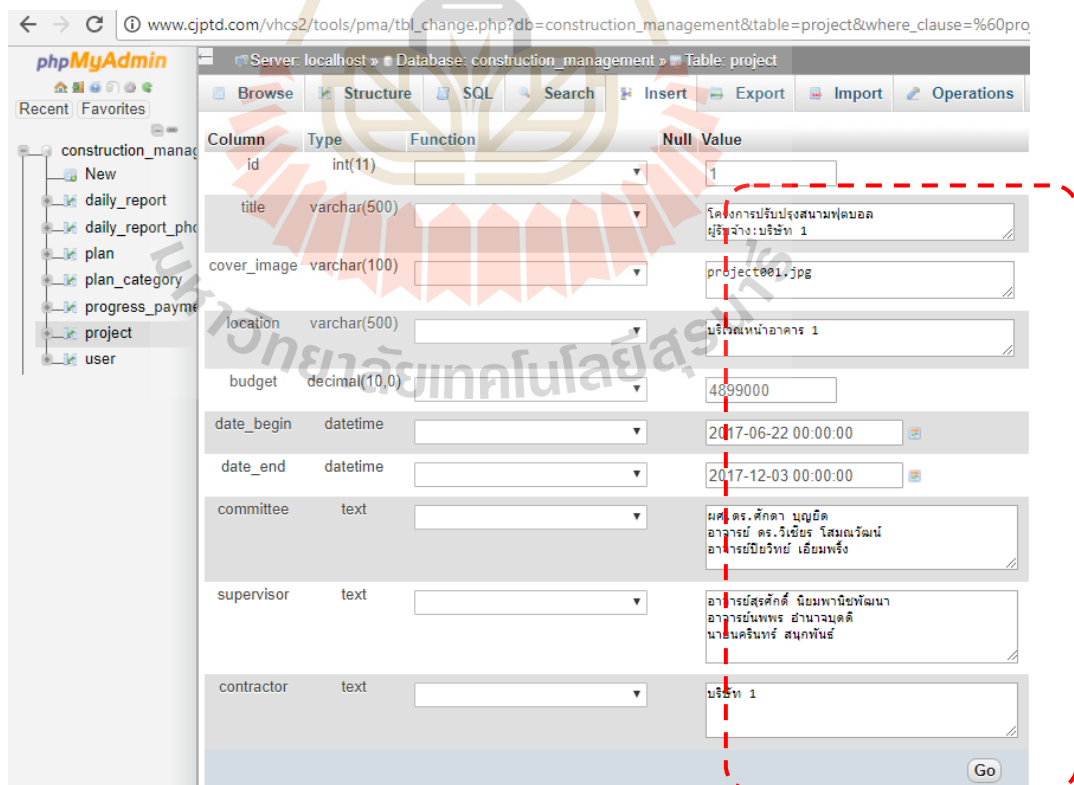 www.cjptd.com/vhcs2/tools/pma/tbl_change.php?db=construction_management&table=project&where_clause=%60pro
phpMyAdmin
Recent Favorites
construction_manag
New
daily_report
daily_report_pho
plan
plan_category
progress_payme
project
user
Server: localhost » Database: construction_management » Table: project
Browse Structure SQL Search Insert Export Import Operations
Column Type Function Null Value
id int(11) 1
title varchar(500) โครงการปรับปรุงสนามฟุตบอล
ผู้รับจ้าง:บริษัท 1
cover_image varchar(100) project001.jpg
location varchar(500) บริเวณหน้าอาคาร 1
budget decimal(10,0) 4899000
date_begin datetime 2017-06-22 00:00:00
date_end datetime 2017-12-03 00:00:00
committee text ผศ.ดร.ศักดา บุญยืด
อาจารย์ ดร.วิเชียร โสมณวัฒน์
อาจารย์ปิยวิทย์ เอี่ยมพริ้ง
supervisor text อาจารย์สุรศักดิ์ นิยมพานิชพัฒนา
อาจารย์นพพร อำนาจบุดดี
นายนครินทร์ สนุกพันธ์
contractor text บริษัท 1
Go
มหาวิทยาลัยเทคโนโลยีสุรนารี